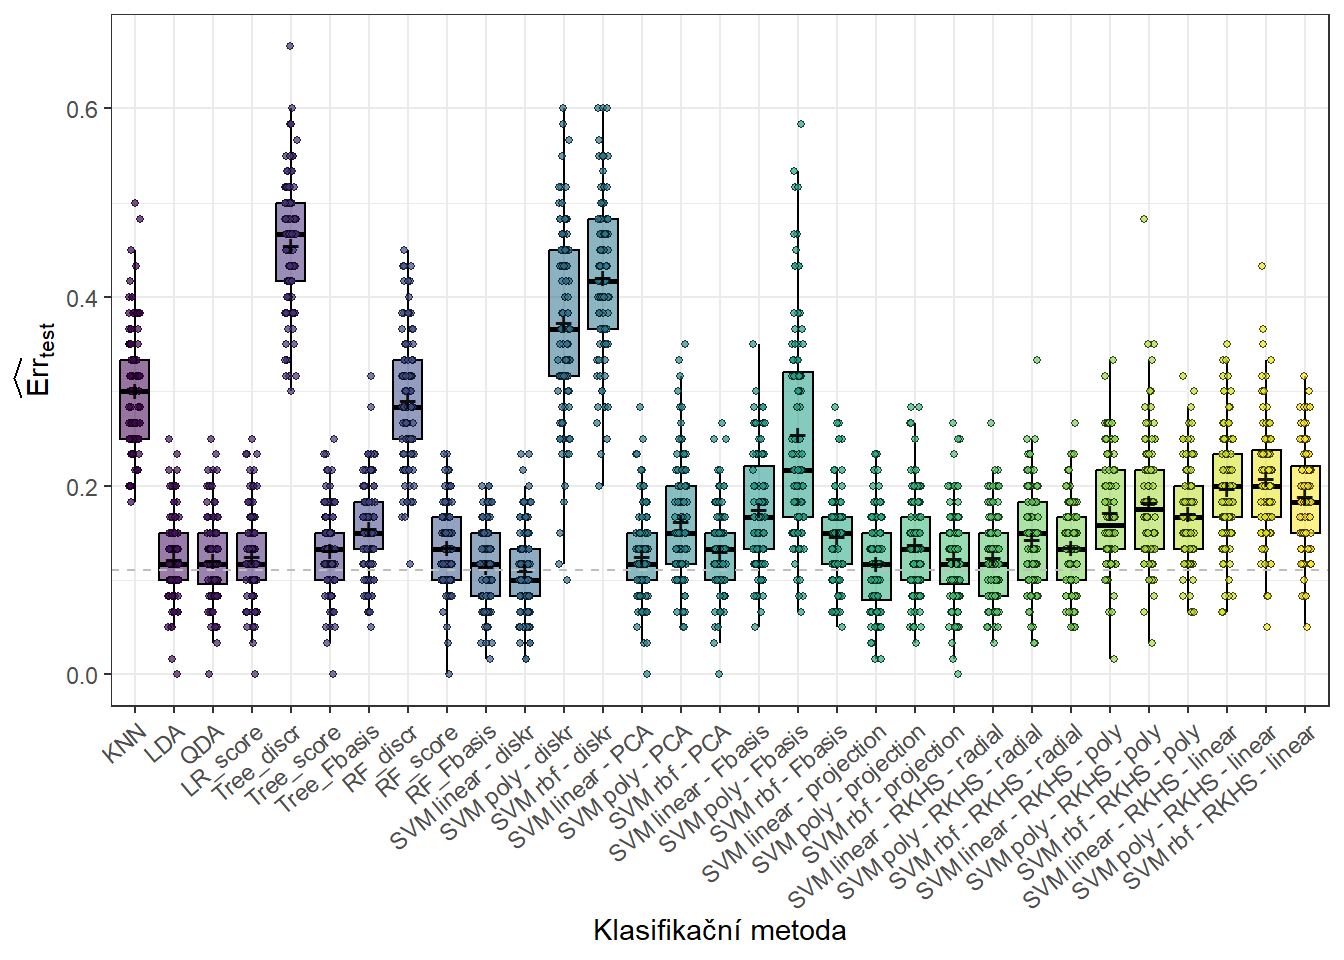 0.6
0.4
0.2
0.0
Err_test
KNN
LDA
QDA
LR_score
Tree_discr
Tree_score
Tree_Fbasis
RF_discr
RF_score
RF_Fbasis
SVM linear - diskr
SVM poly - diskr
SVM rbf - diskr
SVM linear - PCA
SVM poly - PCA
SVM rbf - PCA
SVM linear - Fbasis
SVM poly - Fbasis
SVM rbf - Fbasis
SVM linear - projection
SVM poly - projection
SVM rbf - projection
SVM linear - RKHS - radial
SVM poly - RKHS - radial
SVM rbf - RKHS - radial
SVM linear - RKHS - poly
SVM poly - RKHS - poly
SVM rbf - RKHS - poly
SVM linear - RKHS - linear
SVM poly - RKHS - linear
SVM rbf - RKHS - linear
Klasifikační metoda